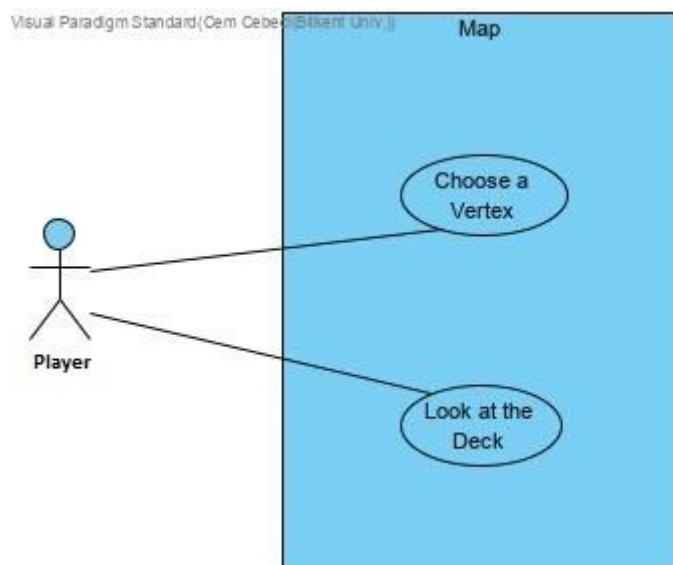 Visual Paradigm Standard(Cem Cebeci(Bilkent Univ.))
Map
Choose a
Vertex
Player
Look at the
Deck